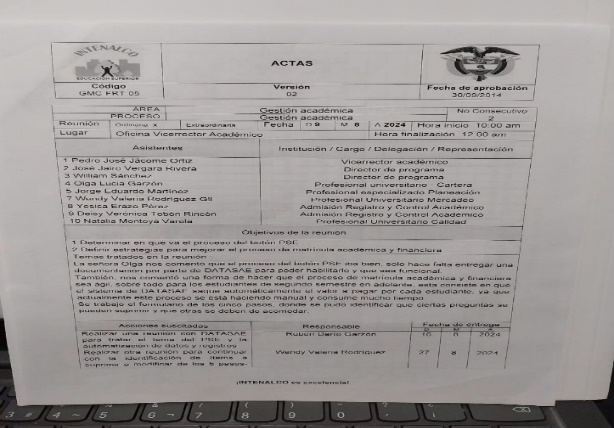 INTENALCO
EDUCACIÓN SUPERIOR
ACTAS
Código
GMC FRT 05
Versión
02
Fecha de aprobación
30/09/2014
ÁREA Gestión académica No Consecutivo
PROCESO Gestión académica 2
Reunión Ordinaria X Extraordinaria Fecha D 9 M 8 A 2024 Hora inicio 10:00 am
Lugar Oficina Vicerrector Académico Hora finalización 12:00 am
Asistentes Institución / Cargo / Delegación / Representación
1 Pedro José Jácome Ortiz Vicerrector académico
2 José Jairo Vergara Rivera Director de programa
3 William Sánchez Director de programa
4 Olga Lucía Garzón Profesional universitario - Cartera
5 Jorge Eduardo Martínez Profesional especializado Planeación
7 Wendy Valeria Rodríguez Gil Profesional Universitario Mercadeo
8 Yesica Erazo Pérez Admisión Registro y Control Académico
9 Deisy Verónica Tobón Rincón Admisión Registro y Control Académico
10 Natalia Montoya Varela Profesional Universitario Calidad
Objetivos de la reunión
1 Determinar en que va el proceso del botón PSE
2 Definir estrategias para mejorar el proceso de matrícula académica y financiera
Temas tratados en la reunión
La señora Olga nos comento que el proceso del botón PSE iba bien, solo hace falta entregar una
documentación por parte de DATASAE para poder habilitarlo y que sea funcional.
También, nos comentó una forma de hacer que el proceso de matrícula académica y financiera
sea ágil, sobre todo para los estudiantes de segundo semestre en adelante, esta consiste en que
el sistema de DATASAE saque automáticamente el valor a pagar por cada estudiante, ya que
actualmente este proceso se está haciendo manual y consume mucho tiempo
Se trabajo el formulario de los cinco pasos, donde se pudo identificar que ciertas preguntas se
pueden suprimir y que otras se deben de acomodar.
Acciones suscitadas Responsable Fecha de entrega
D M A
Realizar una reunión con DATASAE Rubén Darío Garzón 16 8 2024
para tratar el tema del PSE y la
automatización de datos y registros
Realizar otra reunión para continuar Wendy Valeria Rodríguez 27 8 2024
con la identificación de ítems a
suprimir o modificar de los 5 pasos
¡INTENALCO es excelencia!
3 # 4 5 6 7 8 9 0